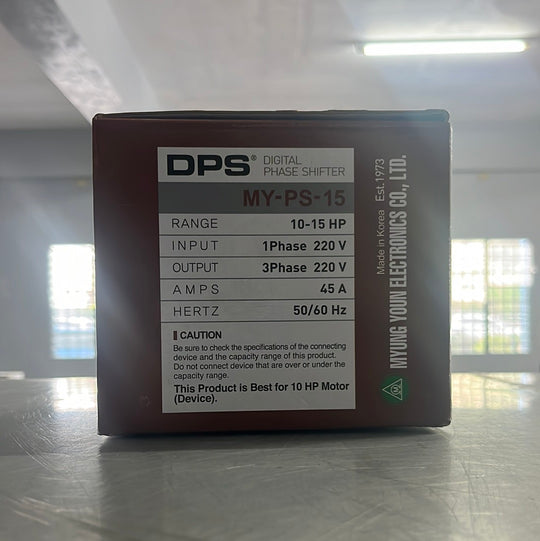 DPS® DIGITAL
PHASE SHIFTER
MY-PS-15
RANGE 10-15 HP
INPUT 1Phase 220 V
OUTPUT 3Phase 220 V
AMPS 45 A
HERTZ 50/60 Hz
CAUTION
Be sure to check the specifications of the connecting
device and the capacity range of this product.
Do not connect device that are over or under the
capacity range.
This Product is Best for 10 HP Motor
(Device).
Made in Korea Est.1973
MYUNG YOUN ELECTRONICS CO., LTD.